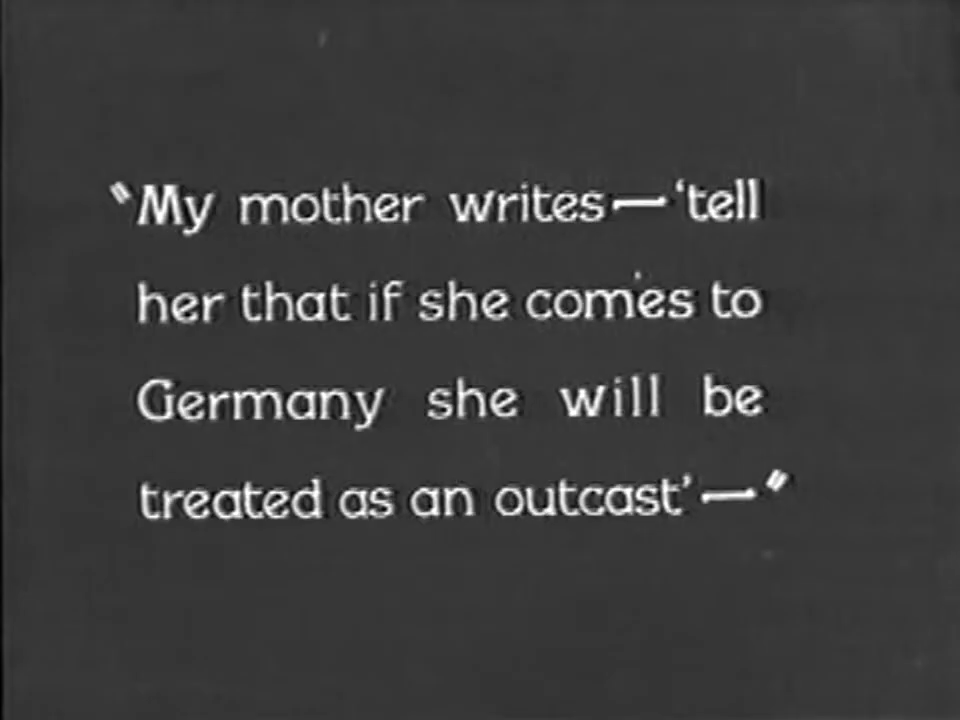 "My mother writes—'tell
her that if she comes to
Germany she will be
treated as an outcast'—"